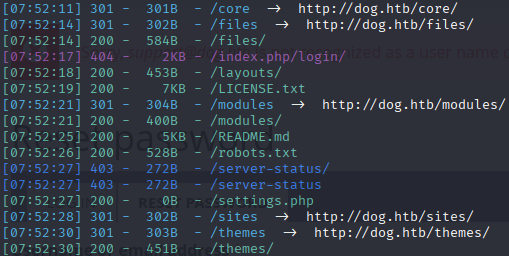 [07:52:11] 301 - 301B - /core -> http://dog.htb/core/
[07:52:14] 301 - 302B - /files -> http://dog.htb/files/
[07:52:14] 200 - 584B - /files/
[07:52:17] 404 - 2KB - /index.php/login/
[07:52:18] 200 - 453B - /layouts/
[07:52:19] 200 - 7KB - /LICENSE.txt
[07:52:21] 301 - 304B - /modules -> http://dog.htb/modules/
[07:52:21] 200 - 400B - /modules/
[07:52:25] 200 - 5KB - /README.md
[07:52:26] 200 - 528B - /robots.txt
[07:52:27] 403 - 272B - /server-status/
[07:52:27] 403 - 272B - /server-status
[07:52:27] 200 - 0B - /settings.php
[07:52:28] 301 - 302B - /sites -> http://dog.htb/sites/
[07:52:30] 301 - 303B - /themes -> http://dog.htb/themes/
[07:52:30] 200 - 451B - /themes/